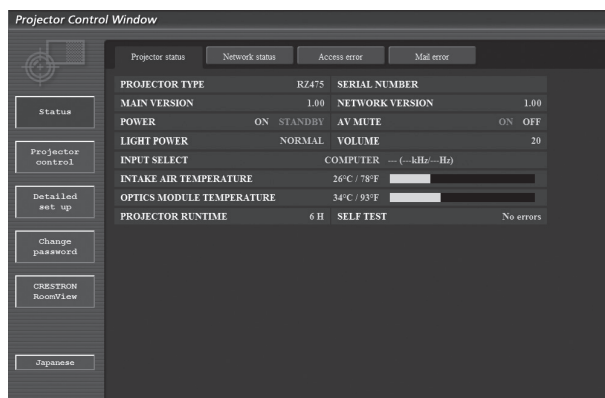 Projector Control Window
Projector status Network status Access error Mail error
PROJECTOR TYPE RZ475 SERIAL NUMBER
MAIN VERSION 1.00 NETWORK VERSION 1.00
POWER ON STANDBY AV MUTE ON OFF
LIGHT POWER NORMAL VOLUME 20
INPUT SELECT COMPUTER --- (---kHz/---Hz)
INTAKE AIR TEMPERATURE 26°C / 78°F
OPTICS MODULE TEMPERATURE 34°C / 93°F
PROJECTOR RUNTIME 6 H SELF TEST No errors
Status
Projector
control
Detailed
set up
Change
password
CRESTRON
RoomView
Japanese